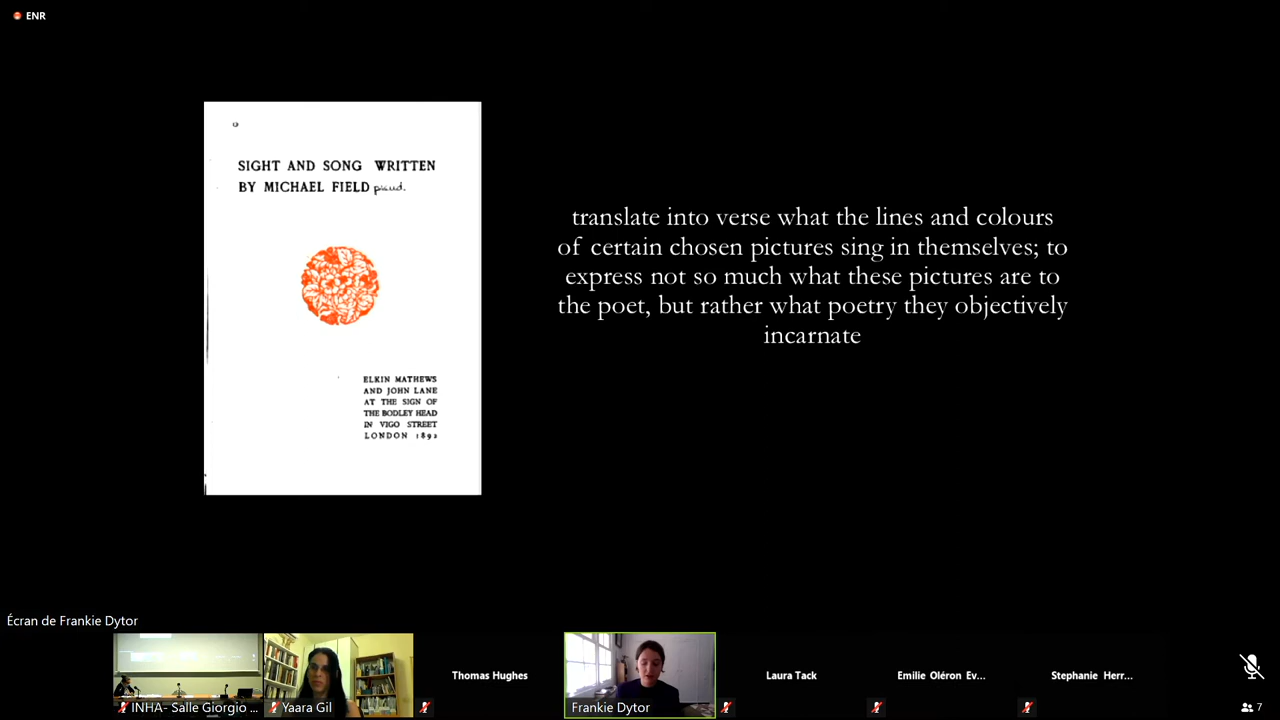 ENR
SIGHT AND SONG WRITTEN
BY MICHAEL FIELD pseud.
ELKIN MATHEWS
AND JOHN LANE
AT THE SIGN OF
THE BODLEY HEAD
IN VIGO STREET
LONDON 1892
translate into verse what the lines and colours
of certain chosen pictures sing in themselves; to
express not so much what these pictures are to
the poet, but rather what poetry they objectively
incarnate
Écran de Frankie Dytor
INHA- Salle Giorgio ...
Yaara Gil
Thomas Hughes
Frankie Dytor
Laura Tack
Emilie Oléron Ev...
Stephanie Herr...
7